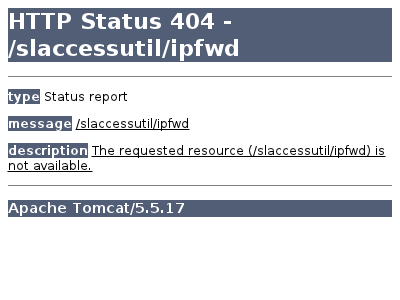 HTTP Status 404 -
/slaccessutil/ipfwd
type Status report
message /slaccessutil/ipfwd
description The requested resource (/slaccessutil/ipfwd) is
not available.
Apache Tomcat/5.5.17